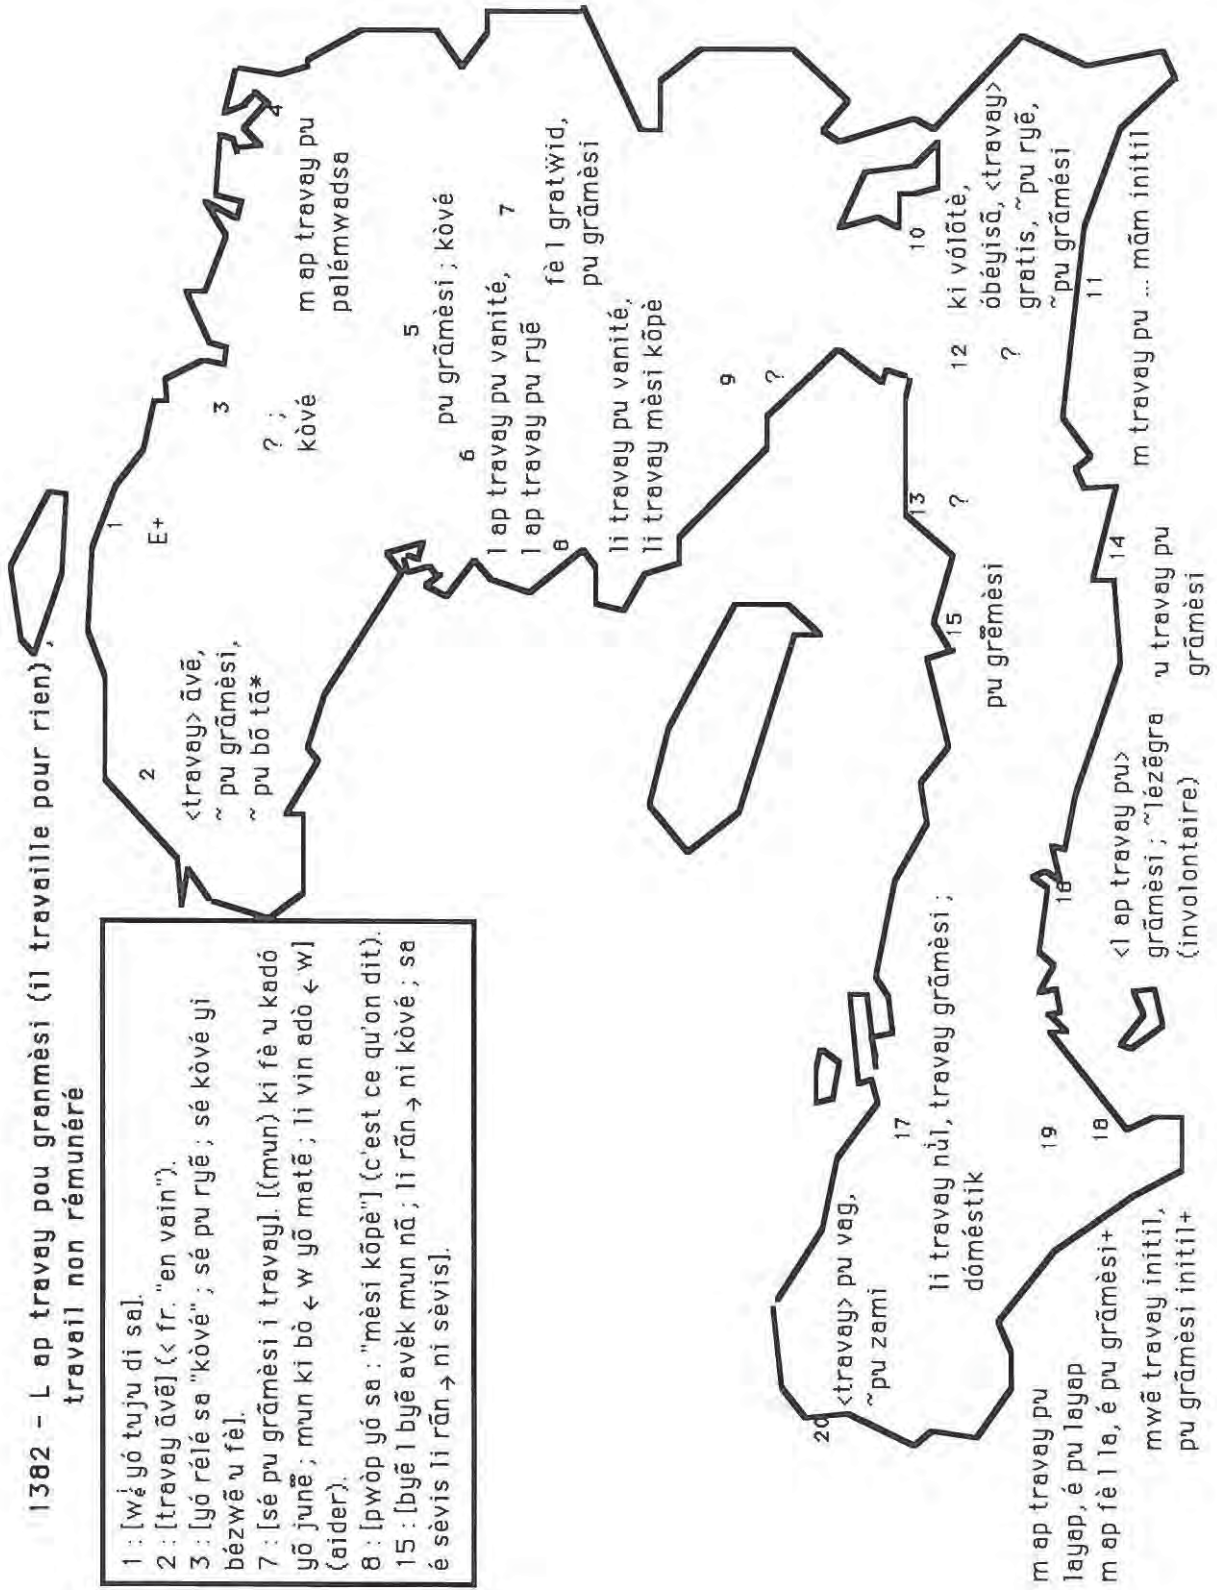 1382 - L ap travay pou granmèsi (il travaille pour rien),
travail non rémunéré
1 : [wẹ́ yó tuju di sa].
2 : [travay ãvẽ] (< fr. "en vain").
3 : [yó rélé sa "kòvé" ; sé pu ryẽ ; sé kòvé yi
bézwẽ u fè].
7 : [sé pu grãmèsi i travay]. [(mun) ki fè u kadó
yõ junẽ ; mun ki bò ← w yõ matẽ ; li vin adò ← w]
(aider).
8 : [pwòp yó sa : "mèsi kõpè"] (c'est ce qu'on dit).
15 : [byẽ l byẽ avèk mun nã ; li rãn → ni kòvé ; sa
é sèvis li rãn → ni sèvis].
1
E+
2
<travay> ãvẽ,
~ pu grãmèsi,
~ pu bõ tã*
3
? ;
kòvé
4
m ap travay pu
palémwadsa
5
pu grãmèsi ; kòvé
6
l ap travay pu vanité,
l ap travay pu ryẽ
7
fè l gratẅid,
pu grãmèsi
8
li travay pu vanité,
li travay mèsi kõpè
9
?
10
ki vólõtè,
óbéyisã, <travay>
gratis, ~pu ryẽ,
~pu grãmési
11
m travay pu ... mãm initil
12
?
13
?
14
u travay pu
grãmèsi
15
pu grẽmèsi
16
<l ap travay pu>
grãmèsi ; ~lézẽgra
(involontaire)
17
li travay nùl, travay grãmèsi ;
dóméstik
18
mwẽ travay initil,
pu grãmèsi initil+
19
m ap travay pu
layap, é pu layap
m ap fè l la, é pu grãmèsi+
20
<travay> pu vag,
~pu zami